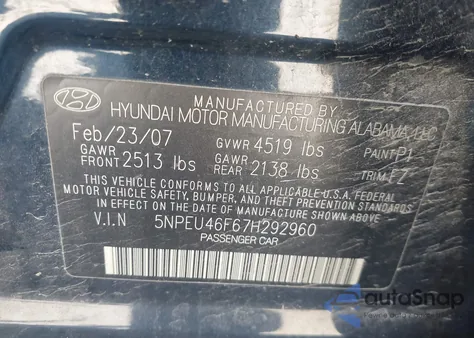 MANUFACTURED BY
HYUNDAI MOTOR MANUFACTURING ALABAMA, LLC
Feb/23/07 GVWR 4519 lbs PAINT P1
GAWR FRONT 2513 lbs GAWR REAR 2138 lbs TRIM FZ
THIS VEHICLE CONFORMS TO ALL APPLICABLE U.S.A. FEDERAL
MOTOR VEHICLE SAFETY, BUMPER, AND THEFT PREVENTION STANDARDS
IN EFFECT ON THE DATE OF MANUFACTURE SHOWN ABOVE.
V.I.N 5NPEU46F67H292960
PASSENGER CAR
autoSnap